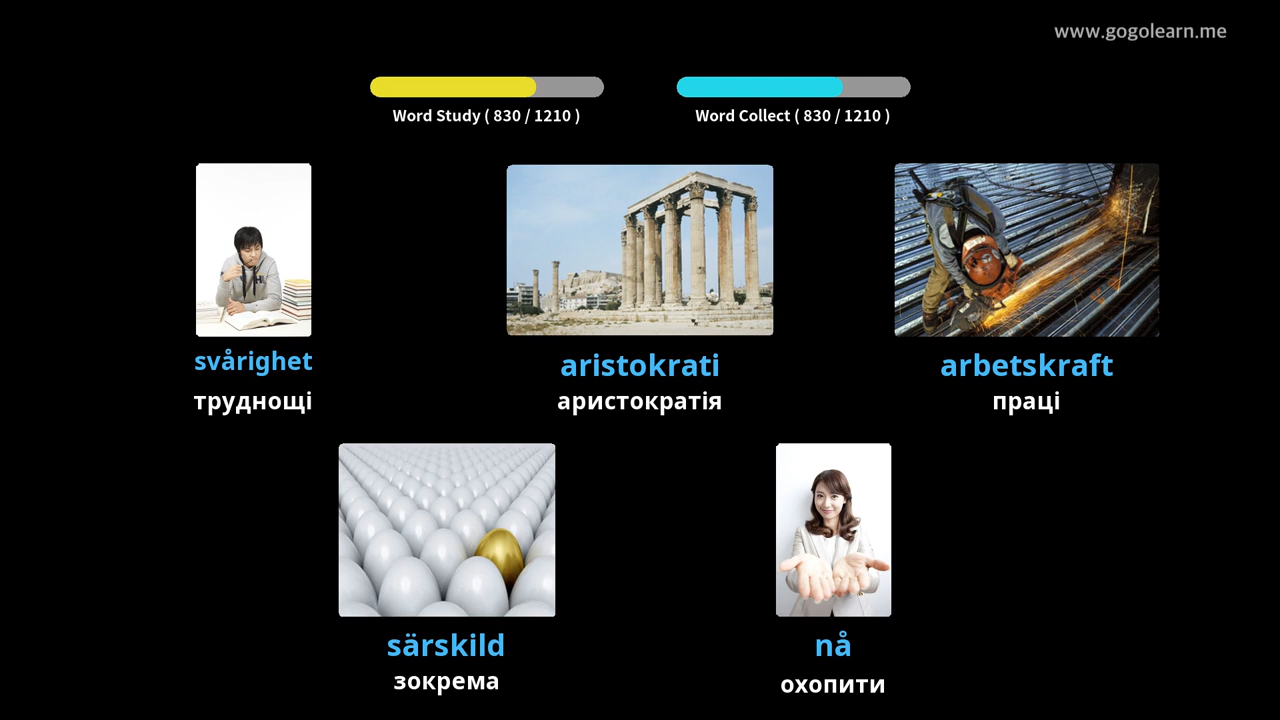 www.gogolearn.me
Word Study ( 830 / 1210 )
Word Collect ( 830 / 1210 )
svårighet
труднощі
aristokrati
аристократія
arbetskraft
праці
särskild
зокрема
nå
охопити